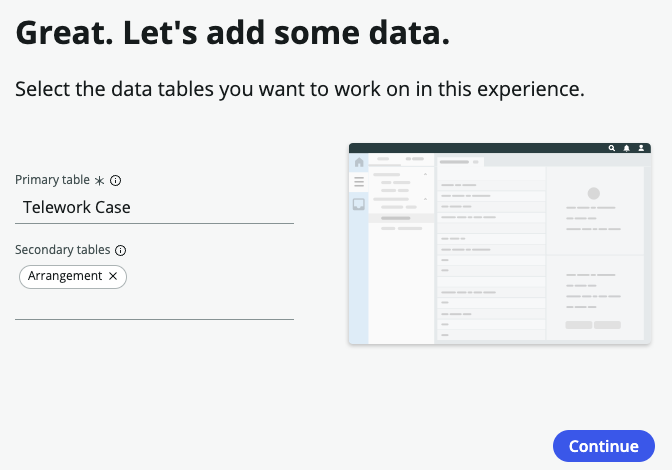 Great. Let's add some data.
Select the data tables you want to work on in this experience.
Primary table
Telework Case
Secondary tables
Arrangement
Continue